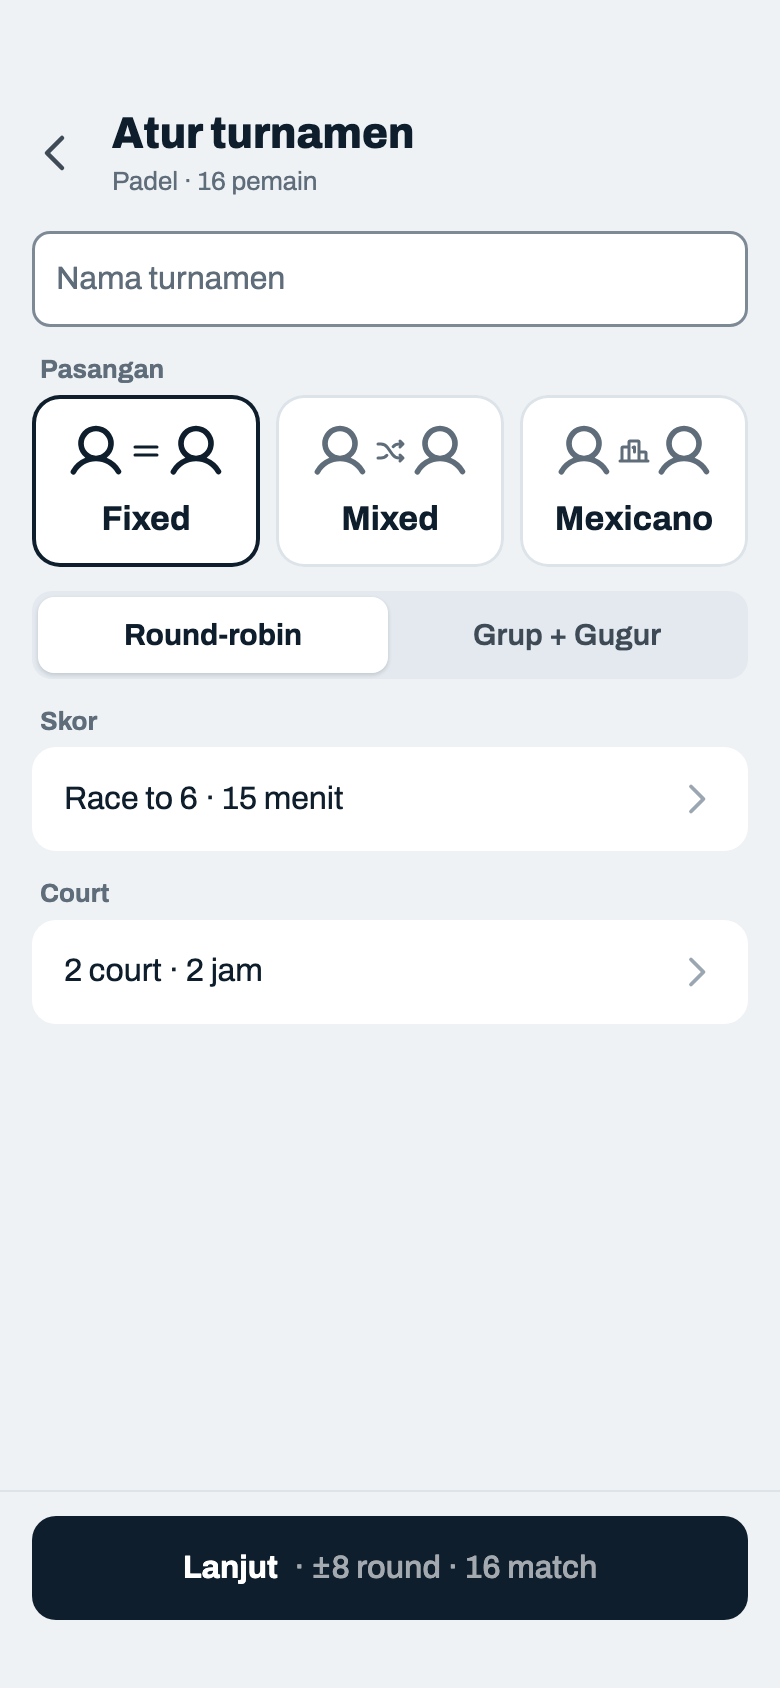 Atur turnamen
Padel · 16 pemain
Nama turnamen
Pasangan
Fixed
Mixed
Mexicano
Round-robin
Grup + Gugur
Skor
Race to 6 · 15 menit
Court
2 court · 2 jam
Lanjut · ±8 round · 16 match